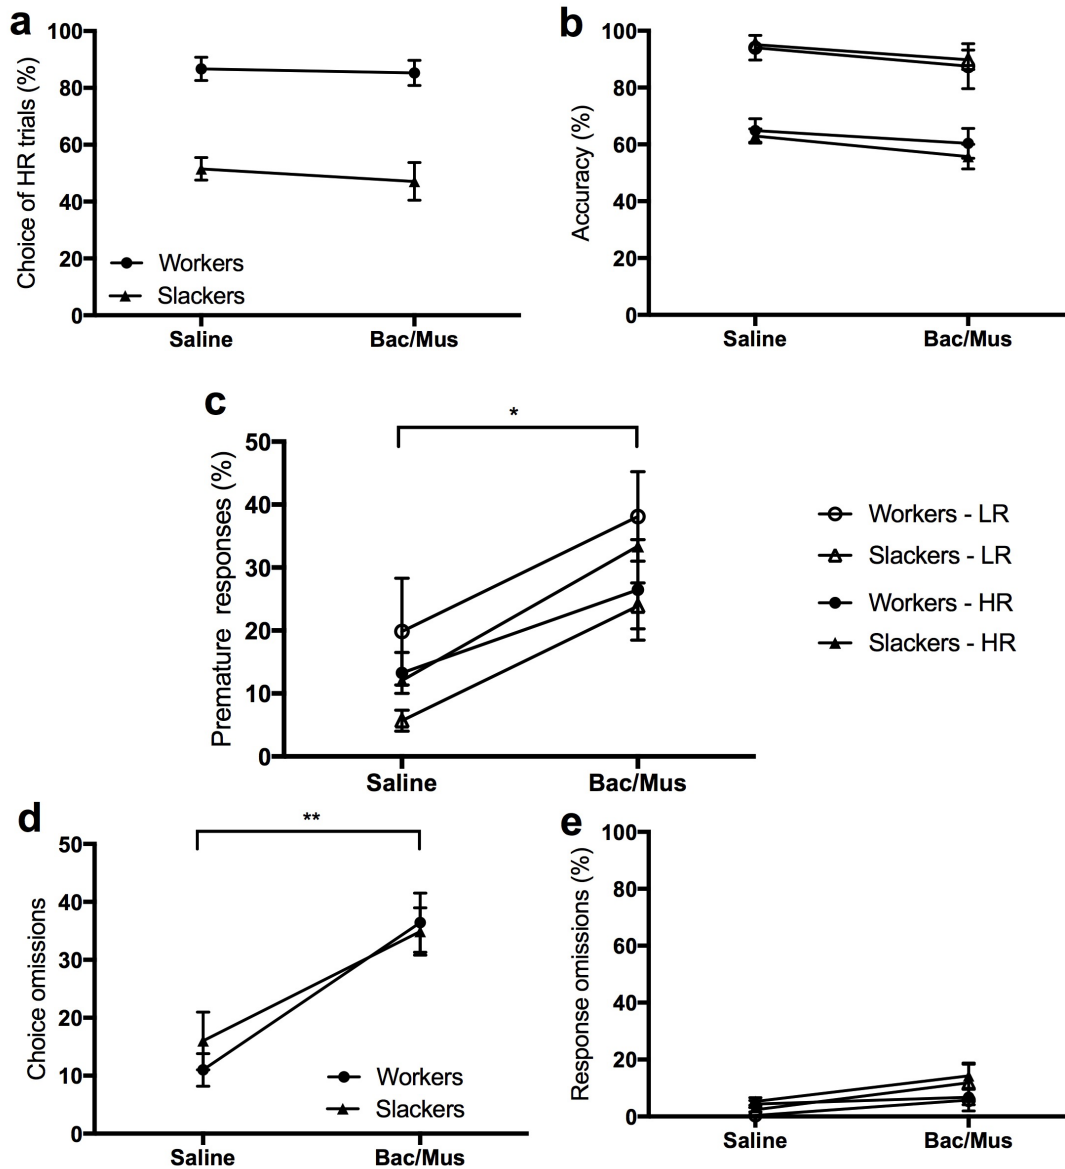 a
Choice of HR trials (%)
100
80
60
40
20
0
Workers
Slackers
Saline
Bac/Mus
b
Accuracy (%)
100
80
60
40
20
0
Saline
Bac/Mus
c
*
Premature responses (%)
50
40
30
20
10
0
Saline
Bac/Mus
Workers - LR
Slackers - LR
Workers - HR
Slackers - HR
d
**
Choice omissions
50
40
30
20
10
0
Workers
Slackers
Saline
Bac/Mus
e
Response omissions (%)
100
80
60
40
20
0
Saline
Bac/Mus